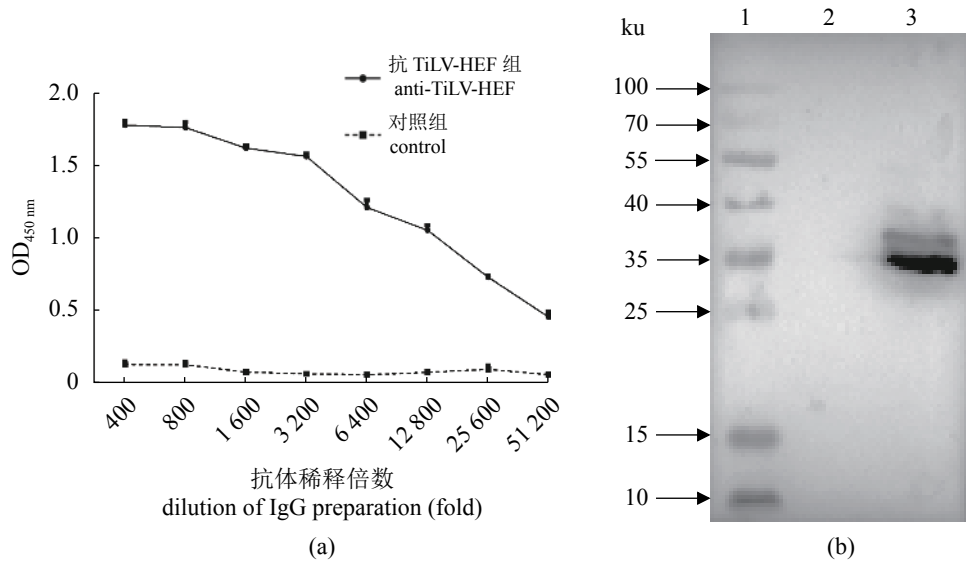 抗 TiLV-HEF 组
anti-TiLV-HEF
对照组
control
2.0
1.5
1.0
0.5
0
OD450 nm
400
800
1 600
3 200
6 400
12 800
25 600
51 200
抗体稀释倍数
dilution of IgG preparation (fold)
(a)
ku
1
2
3
100
70
55
40
35
25
15
10
(b)